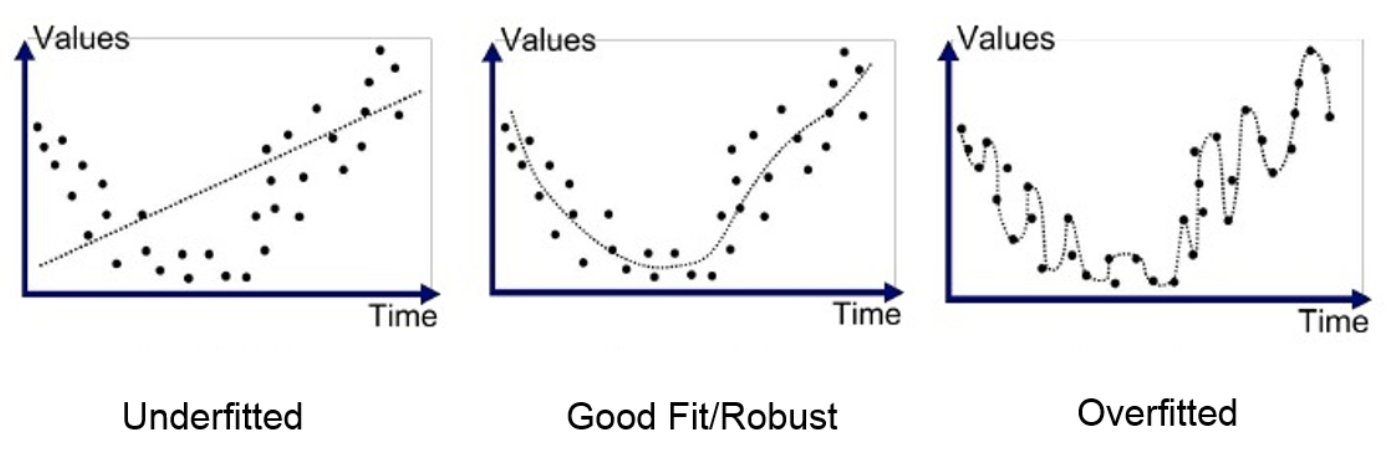 Values
Time
Underfitted
Values
Time
Good Fit/Robust
Values
Time
Overfitted